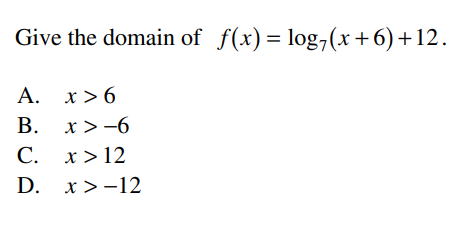 Give the domain of f(x) = log₇(x+6)+12.
A. x > 6
B. x > −6
C. x > 12
D. x > −12